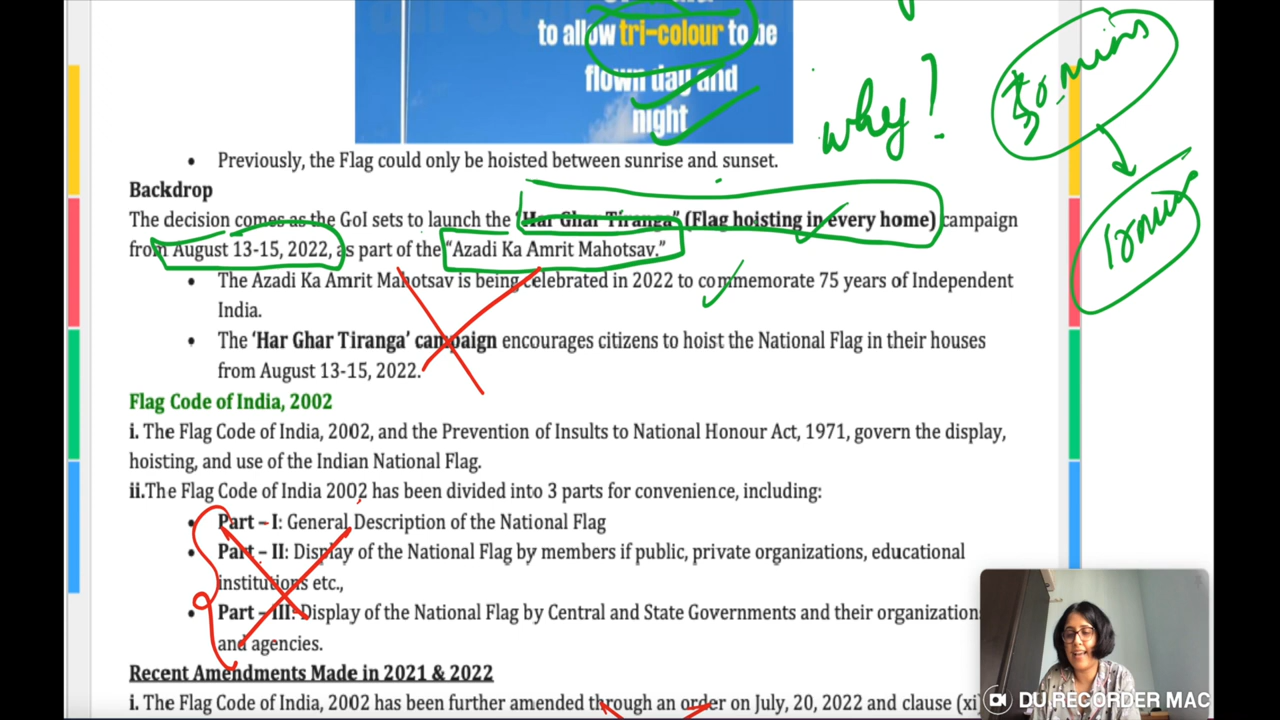 to allow tri-colour to be
flown day and
night
why?
30 mins
• Previously, the Flag could only be hoisted between sunrise and sunset.
Backdrop
The decision comes as the GoI sets to launch the "Har Ghar Tiranga" (Flag hoisting in every home) campaign
from August 13-15, 2022, as part of the "Azadi Ka Amrit Mahotsav."
• The Azadi Ka Amrit Mahotsav is being celebrated in 2022 to commemorate 75 years of Independent
India.
• The 'Har Ghar Tiranga' campaign encourages citizens to hoist the National Flag in their houses
from August 13-15, 2022.
Flag Code of India, 2002
i. The Flag Code of India, 2002, and the Prevention of Insults to National Honour Act, 1971, govern the display,
hoisting, and use of the Indian National Flag.
ii.The Flag Code of India 2002 has been divided into 3 parts for convenience, including:
• Part – I: General Description of the National Flag
• Part – II: Display of the National Flag by members if public, private organizations, educational
institutions etc.,
• Part – III: Display of the National Flag by Central and State Governments and their organization
and agencies.
Recent Amendments Made in 2021 & 2022
i. The Flag Code of India, 2002 has been further amended through an order on July, 20, 2022 and clause (xi)
DU RECORDER MAC